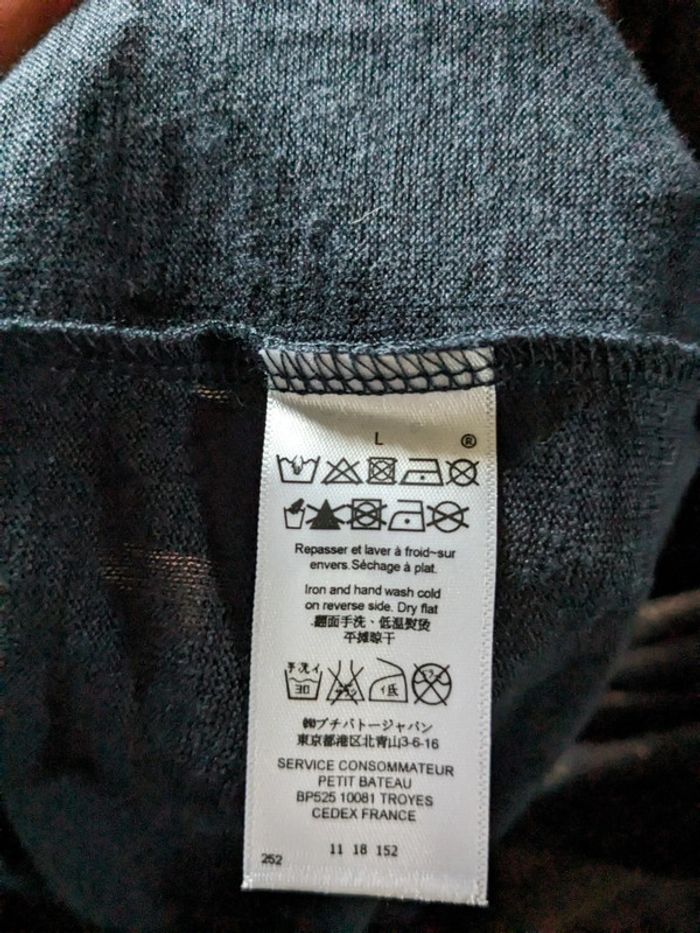 L
®
Repasser et laver à froid~sur
envers.Séchage à plat.
Iron and hand wash cold
on reverse side. Dry flat
翻面手洗、低溫熨燙
平攤晾干
手洗イ
30
低
㈱プチバトージャパン
東京都港区北青山3-6-16
SERVICE CONSOMMATEUR
PETIT BATEAU
BP525 10081 TROYES
CEDEX FRANCE
11 18 152
252